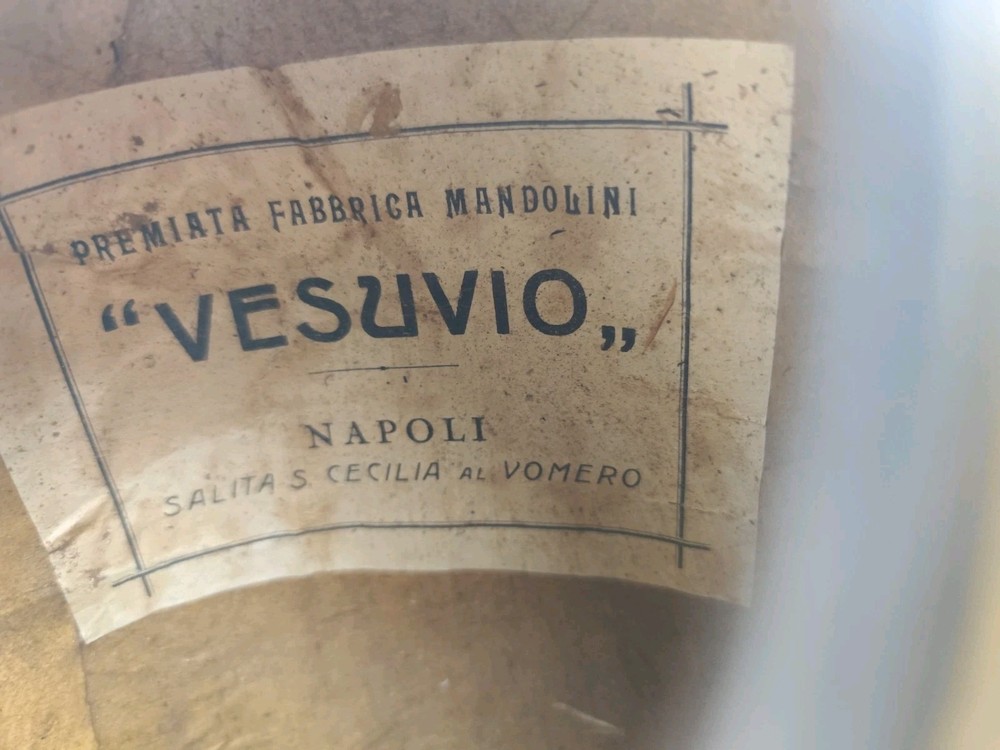 PREMIATA FABBRICA MANDOLINI
“VESUVIO„
NAPOLI
SALITA S. CECILIA AL VOMERO